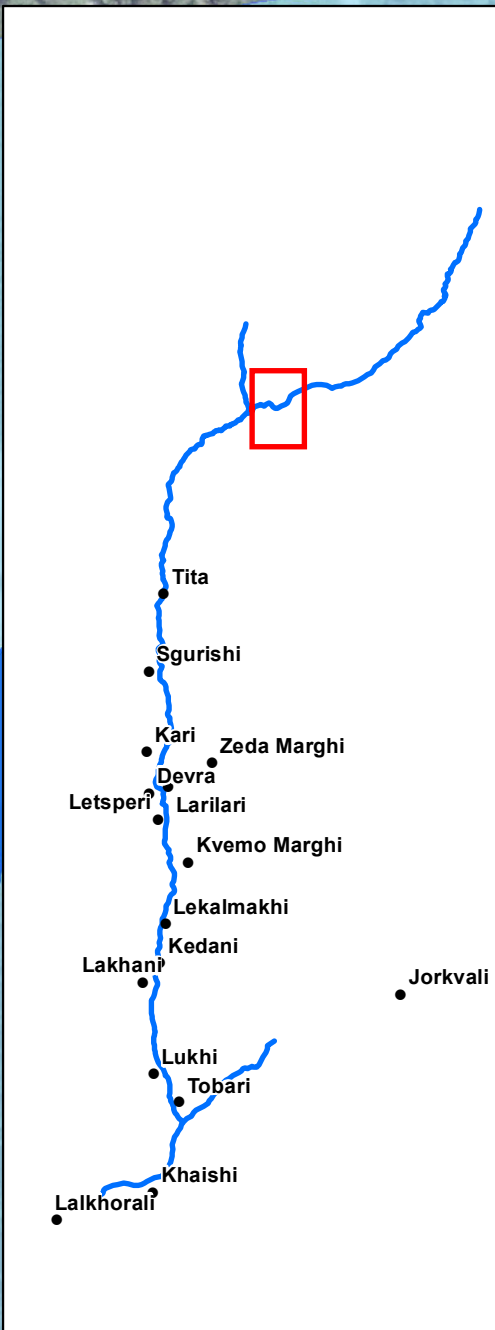 Tita
Sgurishi
Kari
Zeda Marghi
Devra
Letsperi
Larilari
Kvemo Marghi
Lekalmakhi
Kedani
Lakhani
Jorkvali
Lukhi
Tobari
Khaishi
Lalkhorali